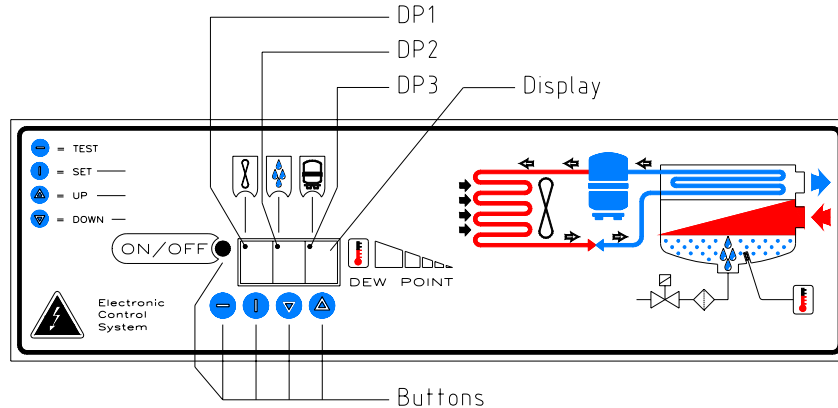 DP1
DP2
DP3
Display
= TEST
= SET
= UP
= DOWN
ON/OFF
DEW POINT
Electronic
Control
System
Buttons